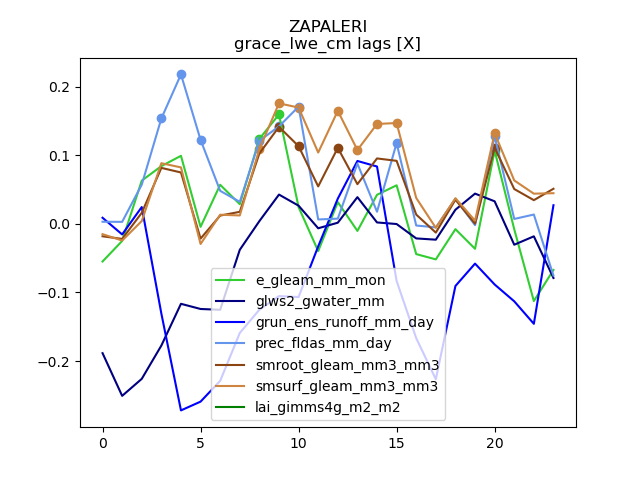 ZAPALERI
grace_lwe_cm lags [X]
0.2
0.1
0.0
−0.1
−0.2
0
5
10
15
20
e_gleam_mm_mon
glws2_gwater_mm
grun_ens_runoff_mm_day
prec_fldas_mm_day
smroot_gleam_mm3_mm3
smsurf_gleam_mm3_mm3
lai_gimms4g_m2_m2